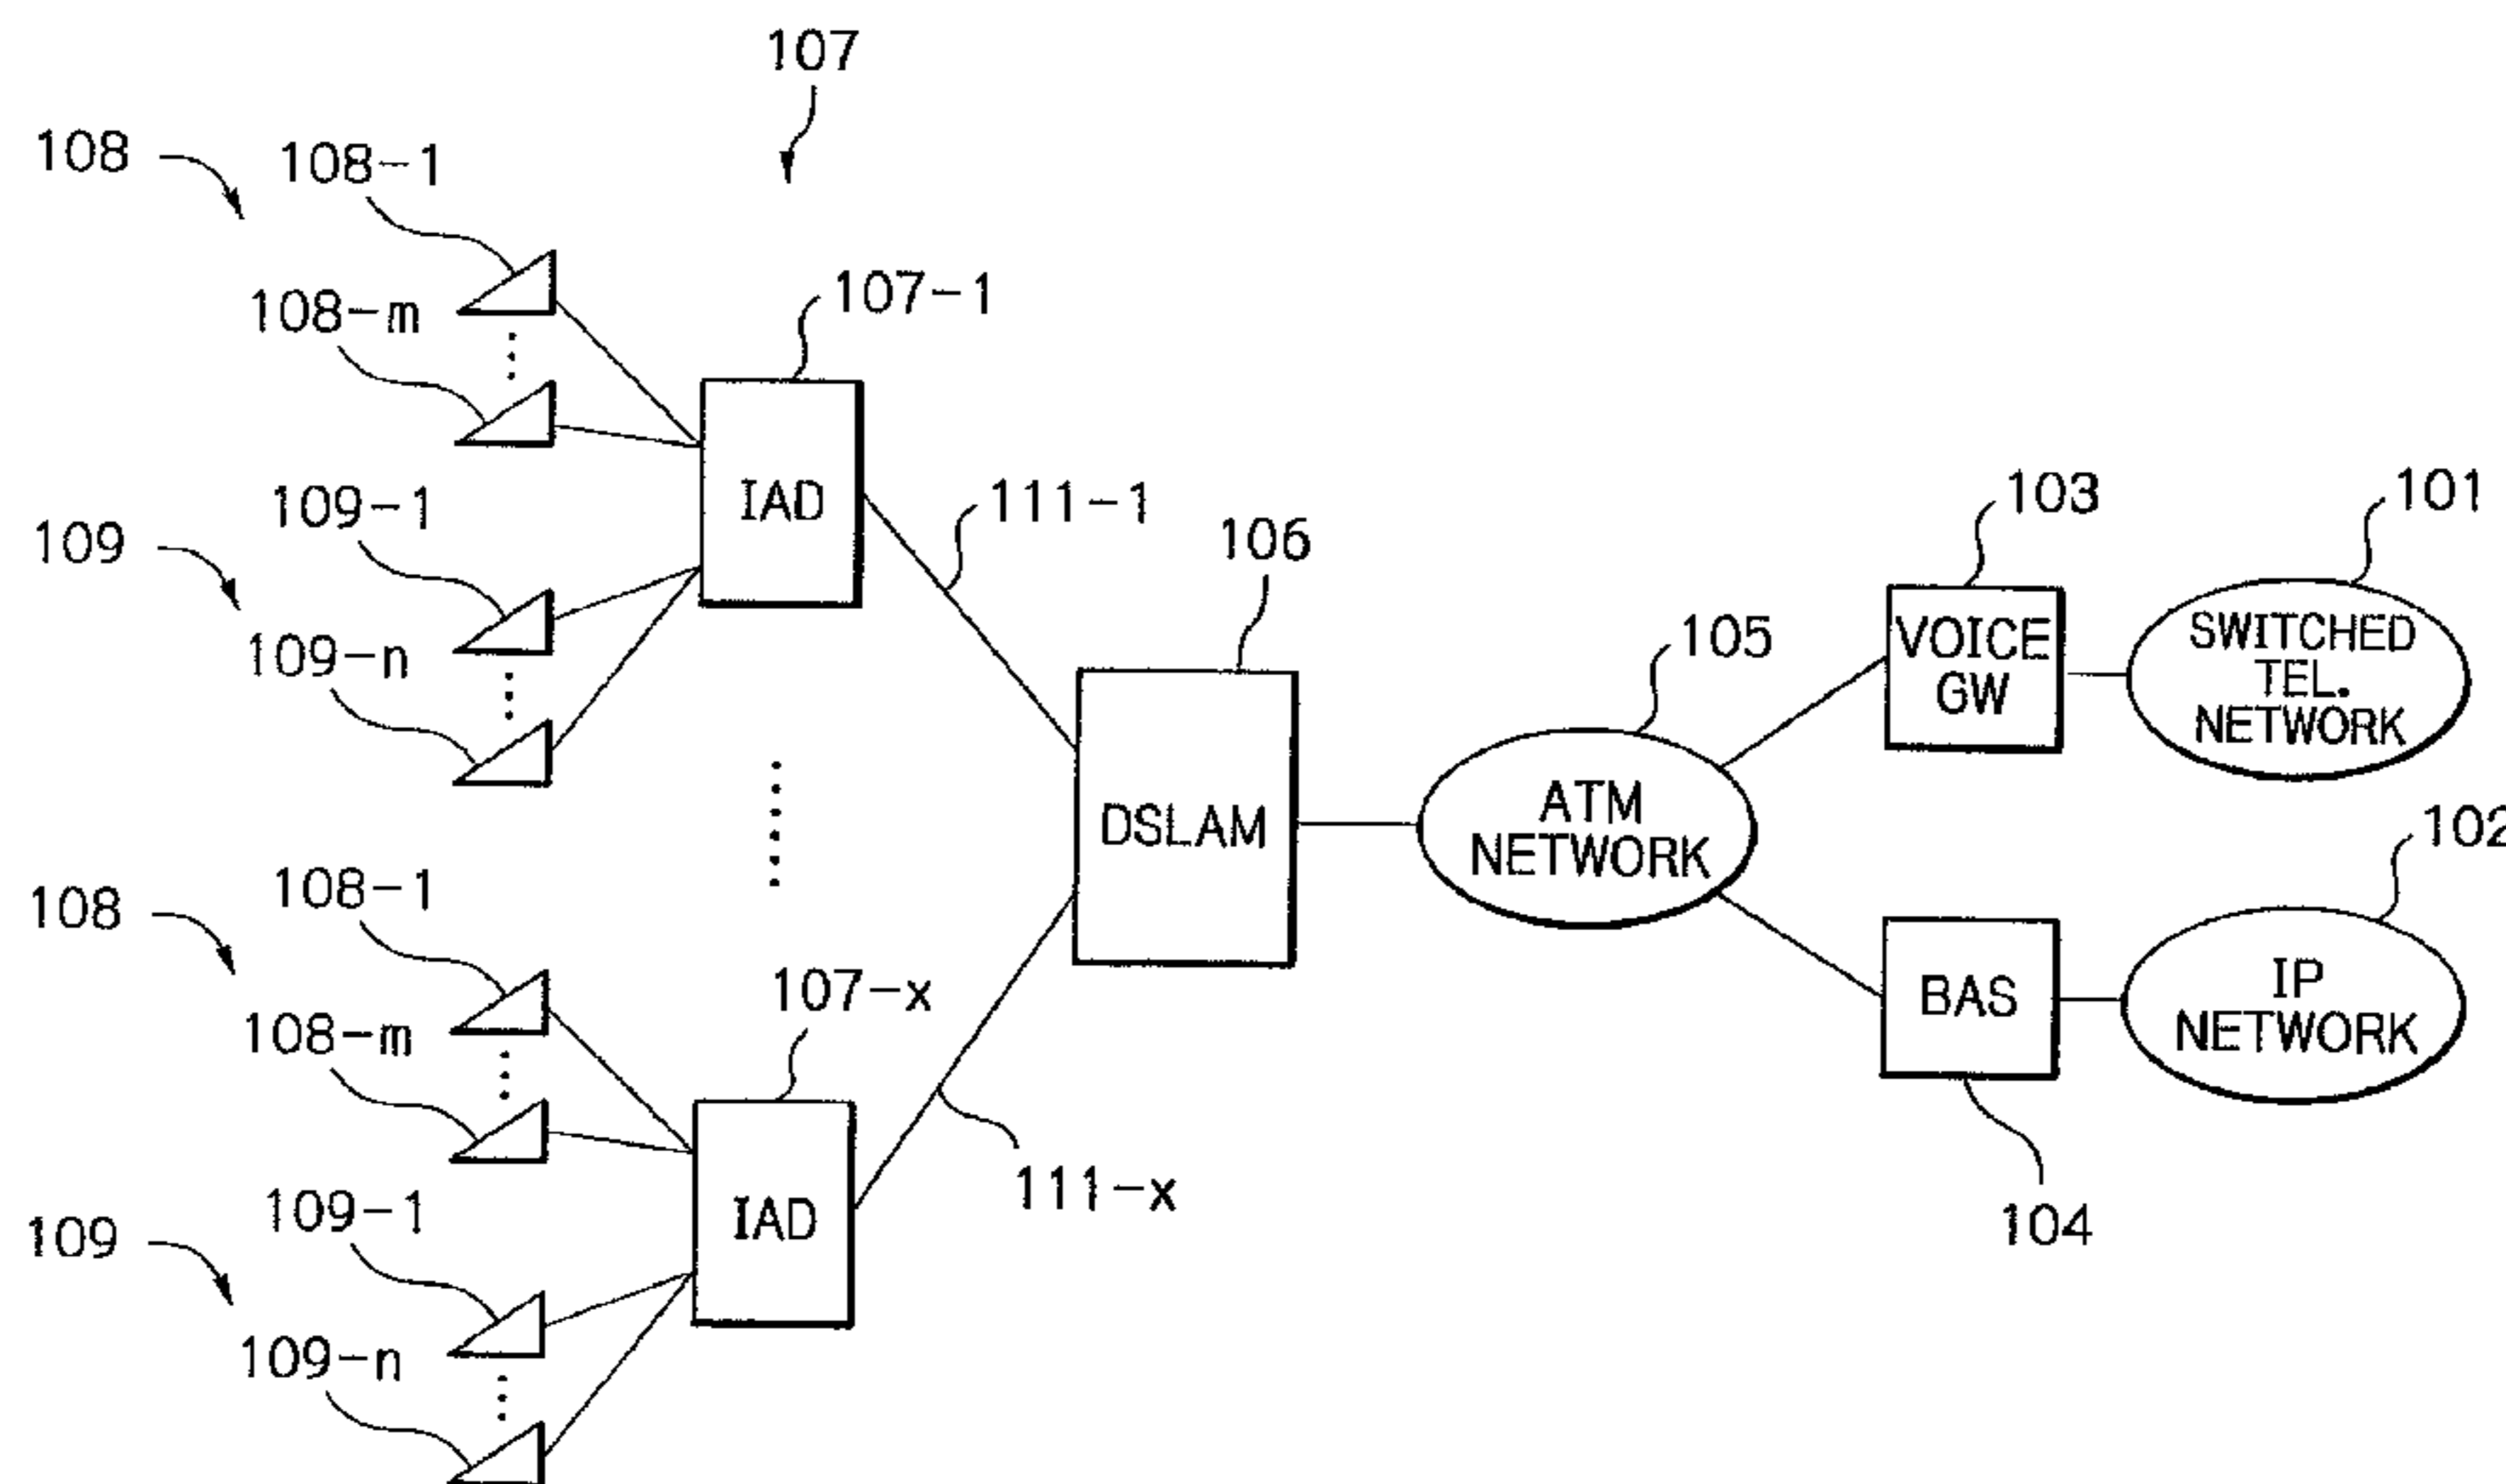 107
108
108-1
108-m
107-1
IAD
109
109-1
109-n
111-1
106
DSLAM
105
ATM
NETWORK
103
VOICE
GW
101
SWITCHED
TEL.
NETWORK
102
IP
NETWORK
BAS
104
108
108-1
108-m
107-x
IAD
111-x
109
109-1
109-n